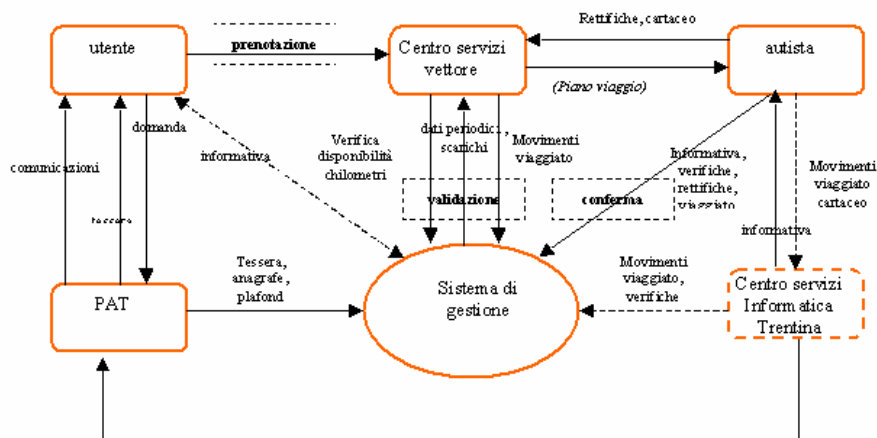 utente
prenotazione
Centro servizi
vettore
Rettifiche, cartaceo
(Piano viaggio)
autista
domanda
comunicazioni
tessera
informativa
Verifica
disponibilità
chilometri
dati periodici,
scarichi
Movimenti
viaggiato
validazione
conferma
Informativa,
verifiche,
rettifiche,
viaggiato
informativa
Movimenti
viaggiato
cartaceo
PAT
Tessera,
anagrafe,
plafond
Sistema di
gestione
Movimenti
viaggiato,
verifiche
Centro servizi
Informatica
Trentina